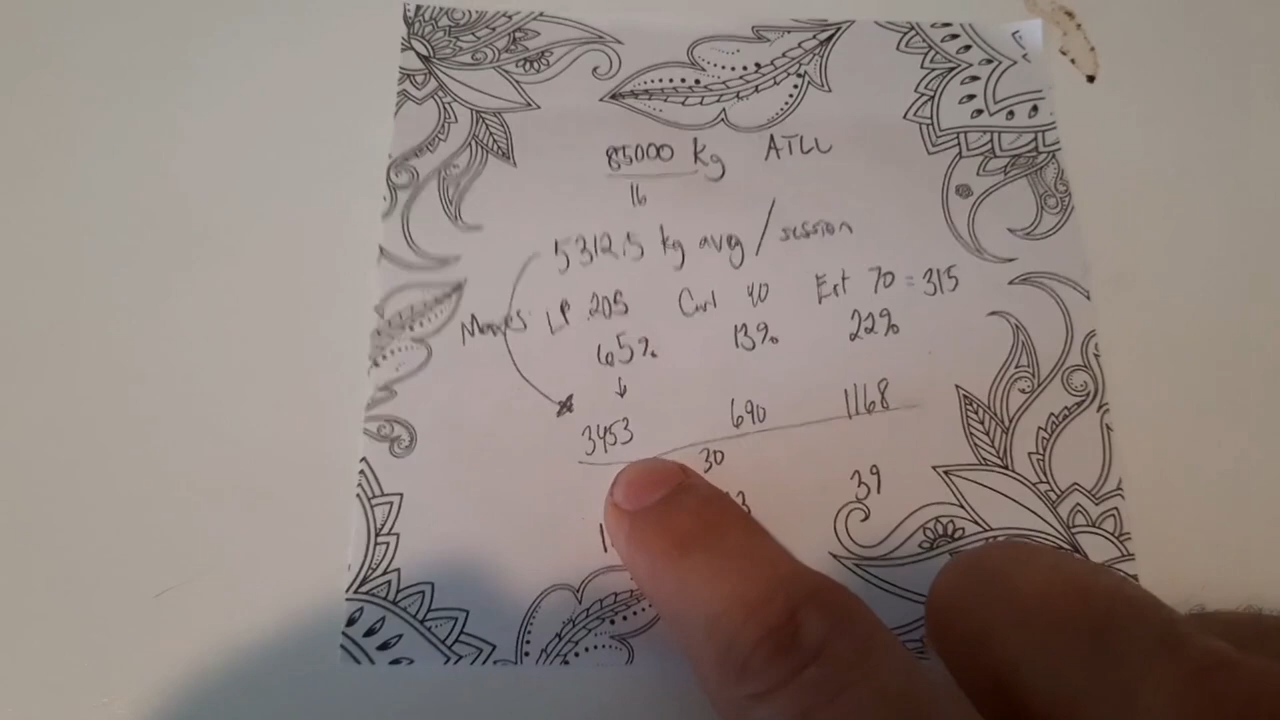 85000 kg ATLL
16
5312.5 kg avg / session
LP 205 Curl 40 Ext 70 = 315
65% 13% 22%
3453 690 1168
30
39